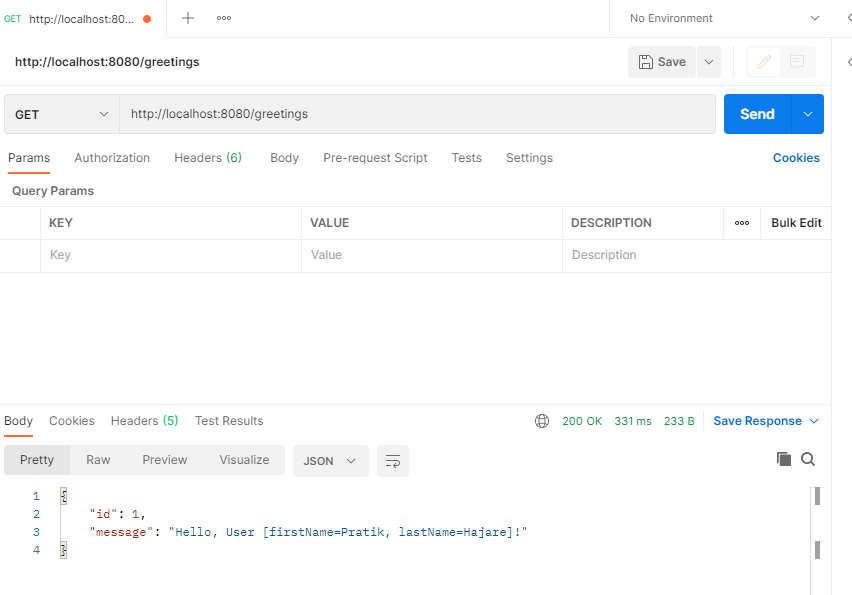 GET http://localhost:80... No Environment
http://localhost:8080/greetings Save
GET http://localhost:8080/greetings Send
Params Authorization Headers (6) Body Pre-request Script Tests Settings Cookies
Query Params
KEY VALUE DESCRIPTION Bulk Edit
Key Value Description
Body Cookies Headers (5) Test Results 200 OK 331 ms 233 B Save Response
Pretty Raw Preview Visualize JSON
1 {
2 "id": 1,
3 "message": "Hello, User [firstName=Pratik, lastName=Hajare]!"
4 }